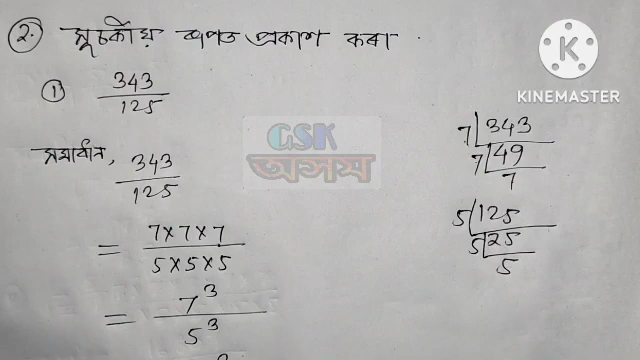 2. সূচকীয় ৰূপত প্ৰকাশ কৰা
i) 343/125
সমাধান, 343/125
= 7×7×7 / 5×5×5
= 7³/5³
7 | 343
7 | 49
7
5 | 125
5 | 25
5
KINEMASTER
GSK
অসম